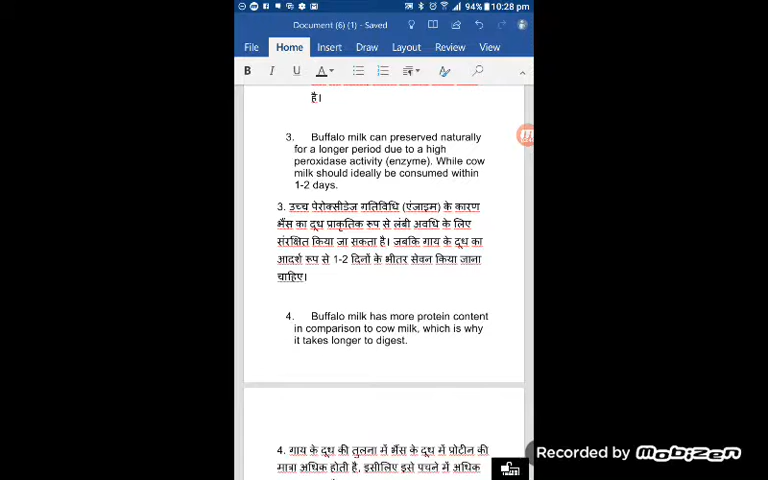 94% 10:28 pm
Document (6) (1) - Saved
File Home Insert Draw Layout Review View
B I U A
है।
3. Buffalo milk can preserved naturally
for a longer period due to a high
peroxidase activity (enzyme). While cow
milk should ideally be consumed within
1-2 days.
3. उच्च पेरोक्सीडेज़ गतिविधि (एंजाइम) के कारण
भैंस का दूध प्राकृतिक रूप से लंबी अवधि के लिए
संरक्षित किया जा सकता है। जबकि गाय के दूध का
आदर्श रूप से 1-2 दिनों के भीतर सेवन किया जाना
चाहिए।
4. Buffalo milk has more protein content
in comparison to cow milk, which is why
it takes longer to digest.
4. गाय के दूध की तुलना में भैंस के दूध में प्रोटीन की
मात्रा अधिक होती है, इसीलिए इसे पचने में अधिक
Recorded by Mobizen